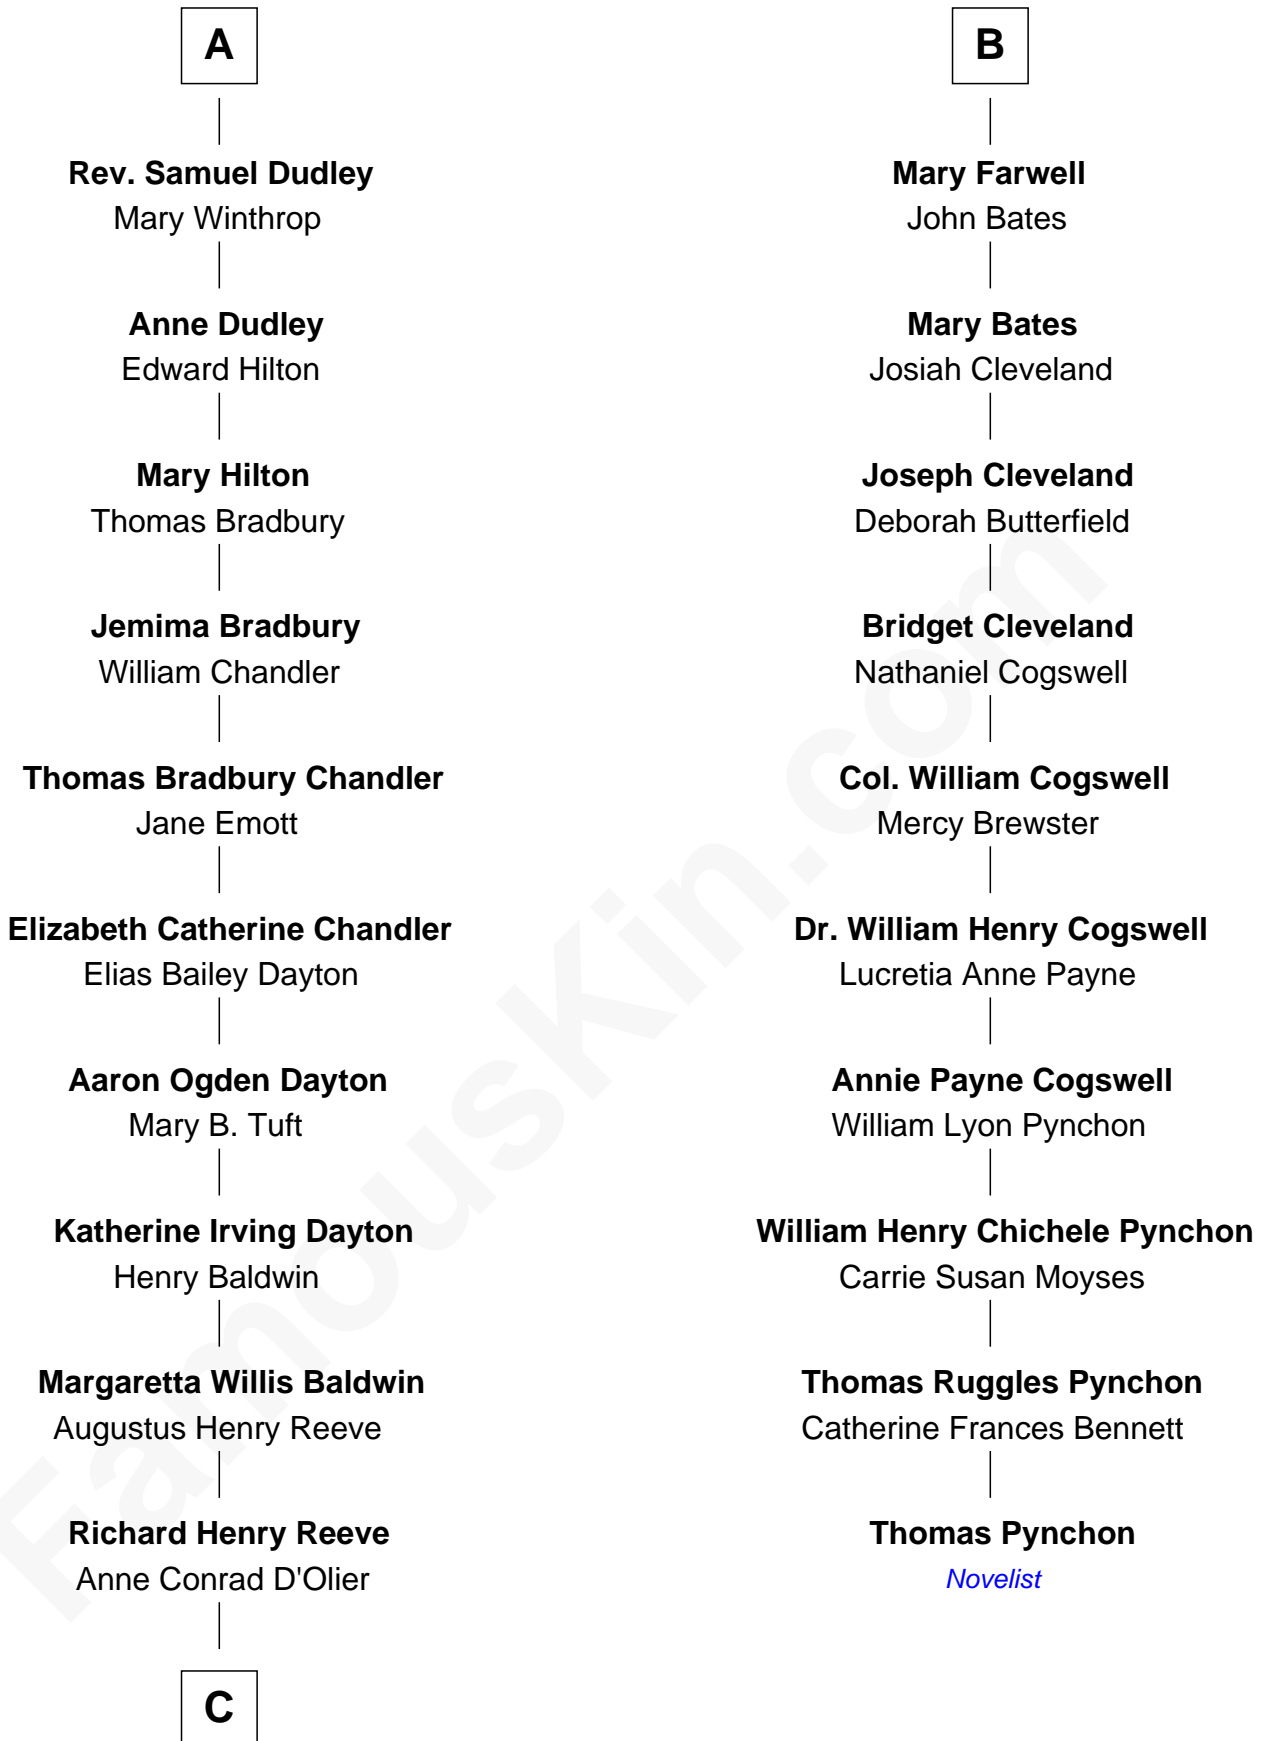 A
Rev. Samuel Dudley
Mary Winthrop
Anne Dudley
Edward Hilton
Mary Hilton
Thomas Bradbury
Jemima Bradbury
William Chandler
Thomas Bradbury Chandler
Jane Emott
Elizabeth Catherine Chandler
Elias Bailey Dayton
Aaron Ogden Dayton
Mary B. Tuft
Katherine Irving Dayton
Henry Baldwin
Margaretta Willis Baldwin
Augustus Henry Reeve
Richard Henry Reeve
Anne Conrad D'Olier
C
B
Mary Farwell
John Bates
Mary Bates
Josiah Cleveland
Joseph Cleveland
Deborah Butterfield
Bridget Cleveland
Nathaniel Cogswell
Col. William Cogswell
Mercy Brewster
Dr. William Henry Cogswell
Lucretia Anne Payne
Annie Payne Cogswell
William Lyon Pynchon
William Henry Chichele Pynchon
Carrie Susan Moyses
Thomas Ruggles Pynchon
Catherine Frances Bennett
Thomas Pynchon
Novelist
FamousKin.com